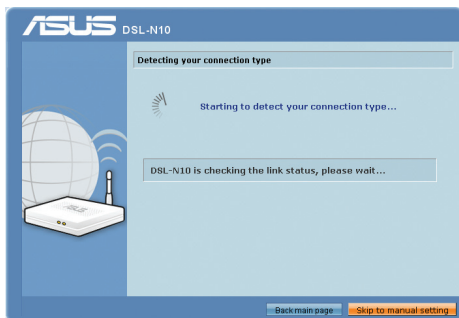 ASUS DSL-N10
Detecting your connection type
Starting to detect your connection type...
DSL-N10 is checking the link status, please wait...
ASUS
Back main page Skip to manual setting